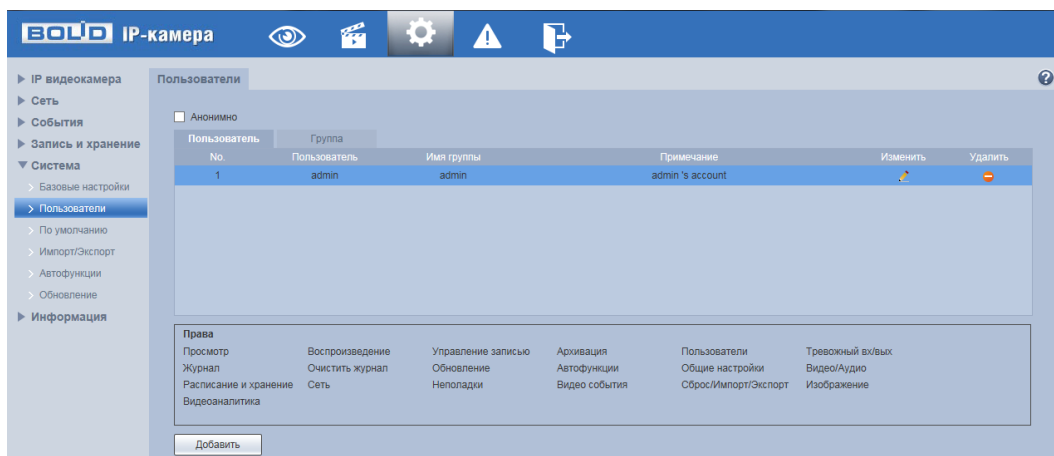 BOLID IP-камера
IP видеокамера
Сеть
События
Запись и хранение
Система
Базовые настройки
Пользователи
По умолчанию
Импорт/Экспорт
Автофункции
Обновление
Информация
Пользователи
?
Анонимно
Пользователь Группа
No. Пользователь Имя группы Примечание Изменить Удалить
1 admin admin admin 's account
Права
Просмотр Воспроизведение Управление записью Архивация Пользователи Тревожный вх/вых
Журнал Очистить журнал Обновление Автофункции Общие настройки Видео/Аудио
Расписание и хранение Сеть Неполадки Видео события Сброс/Импорт/Экспорт Изображение
Видеоаналитика
Добавить